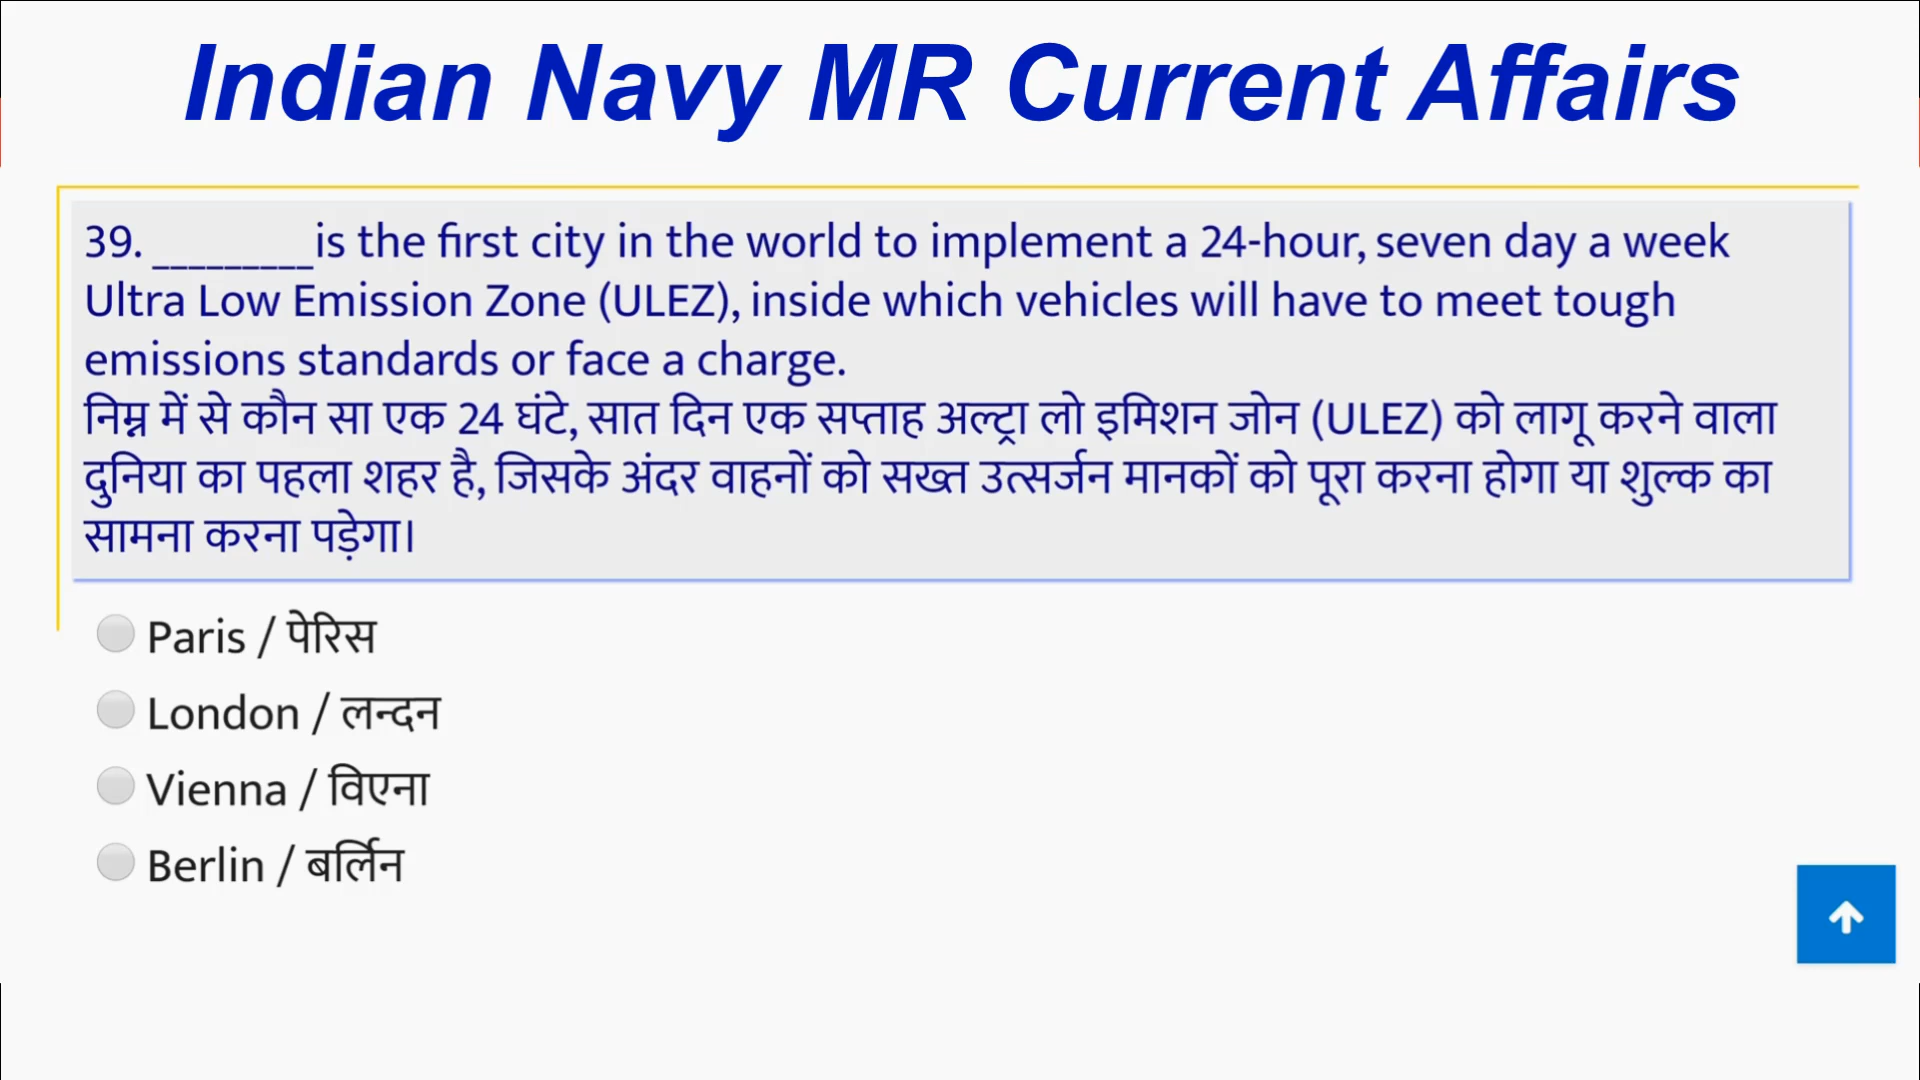 Indian Navy MR Current Affairs
39. _________is the first city in the world to implement a 24-hour, seven day a week
Ultra Low Emission Zone (ULEZ), inside which vehicles will have to meet tough
emissions standards or face a charge.
निम्न में से कौन सा एक 24 घंटे, सात दिन एक सप्ताह अल्ट्रा लो इमिशन जोन (ULEZ) को लागू करने वाला
दुनिया का पहला शहर है, जिसके अंदर वाहनों को सख्त उत्सर्जन मानकों को पूरा करना होगा या शुल्क का
सामना करना पड़ेगा।
Paris / पेरिस
London / लन्दन
Vienna / विएना
Berlin / बर्लिन